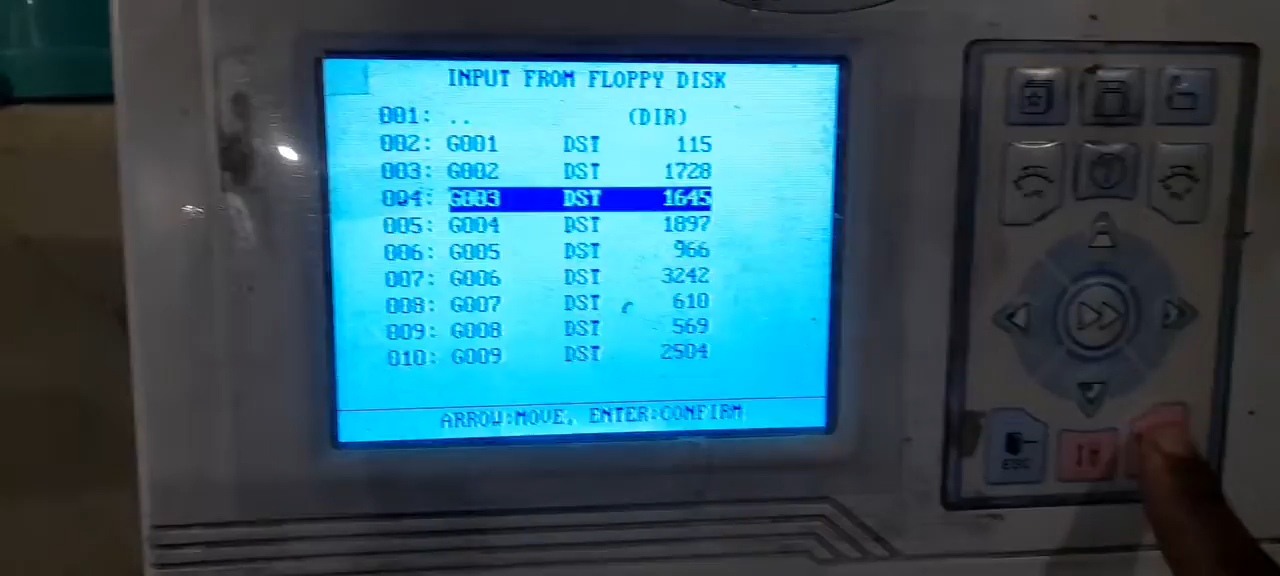 INPUT FROM FLOPPY DISK
001: .. (DIR)
002: G001 DST 115
003: G002 DST 1728
004: G003 DST 1645
005: G004 DST 1897
006: G005 DST 966
007: G006 DST 3242
008: G007 DST 610
009: G008 DST 569
010: G009 DST 2504
ARROW:MOVE, ENTER:CONFIRM
ESC